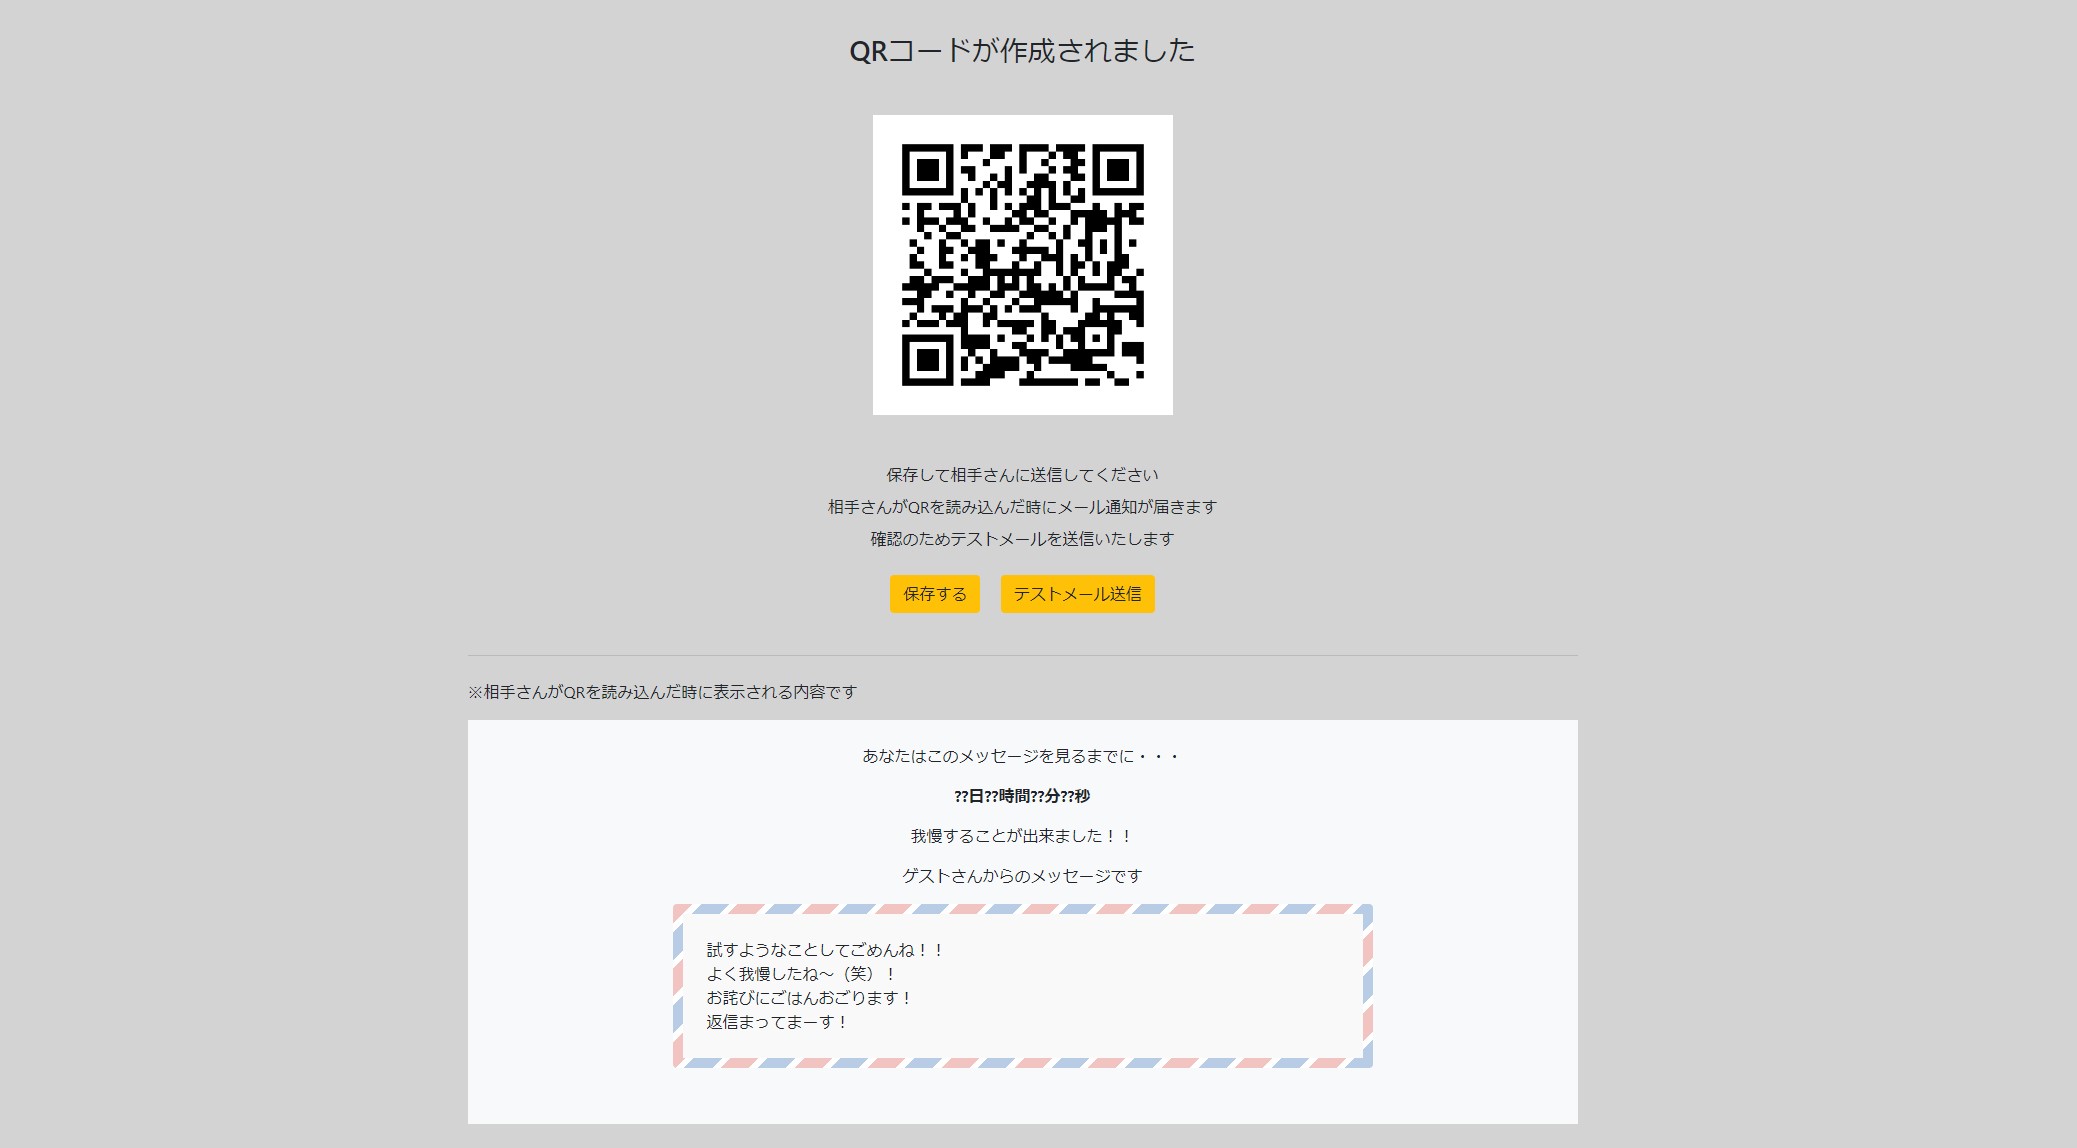 QRコードが作成されました
保存して相手さんに送信してください
相手さんがQRを読み込んだ時にメール通知が届きます
確認のためテストメールを送信いたします
保存する
テストメール送信
※相手さんがQRを読み込んだ時に表示される内容です
あなたはこのメッセージを見るまでに・・・
??日??時間??分??秒
我慢することが出来ました！！
ゲストさんからのメッセージです
試すようなことしてごめんね！！
よく我慢したね～（笑）！
お詫びにごはんおごります！
返信まってまーす！